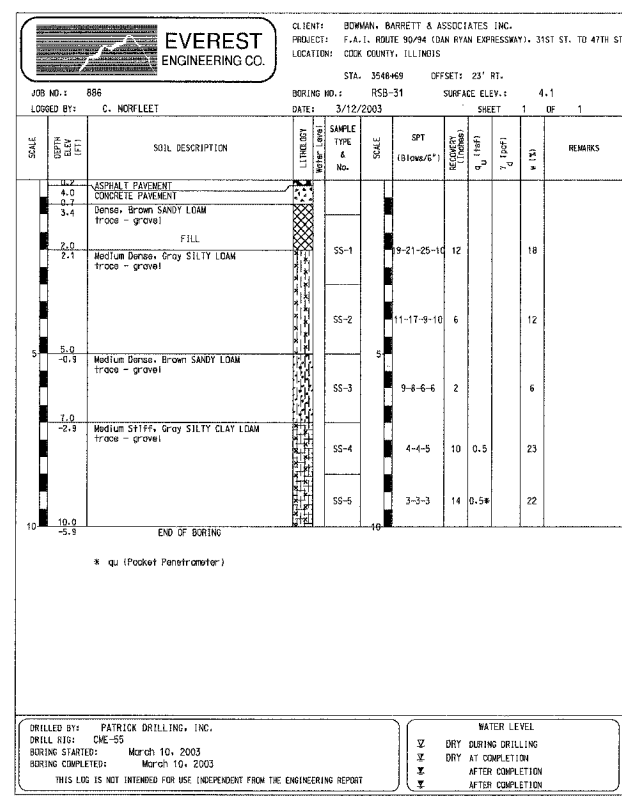 EVEREST
ENGINEERING CO.
CLIENT: BOWMAN, BARRETT & ASSOCIATES INC.
PROJECT: F.A.I. ROUTE 90/94 (DAN RYAN EXPRESSWAY), 31ST ST. TO 47TH ST
LOCATION: COOK COUNTY, ILLINOIS
STA. 3548+69 OFFSET: 23' RT.
JOB NO.: 886 BORING NO.: RSB-31 SURFACE ELEV.: 4.1
LOGGED BY: C. NORFLEET DATE: 3/12/2003 SHEET 1 OF 1
SCALE
DEPTH ELEV (FT)
SOIL DESCRIPTION
LITHOLOGY
Water Level
SAMPLE TYPE & No.
SCALE
SPT (Blows/6")
RECOVERY (Inches)
qu (tsf)
γd (pcf)
w (%)
REMARKS
0.2 ASPHALT PAVEMENT
4.0 CONCRETE PAVEMENT
0.7
3.4 Dense, Brown SANDY LOAM
trace - gravel
FILL
2.0
2.1 Medium Dense, Gray SILTY LOAM
trace - gravel
SS-1 19-21-25-10 12 18
SS-2 11-17-9-10 6 12
5 5.0 5
-0.9 Medium Dense, Brown SANDY LOAM
trace - gravel
SS-3 9-8-6-6 2 6
7.0
-2.9 Medium Stiff, Gray SILTY CLAY LOAM
trace - gravel
SS-4 4-4-5 10 0.5 23
SS-5 3-3-3 14 0.5* 22
10 10.0 10
-5.9 END OF BORING
* qu (Pocket Penetrometer)
DRILLED BY: PATRICK DRILLING, INC.
DRILL RIG: CME-55
BORING STARTED: March 10, 2003
BORING COMPLETED: March 10, 2003
THIS LOG IS NOT INTENDED FOR USE INDEPENDENT FROM THE ENGINEERING REPORT
WATER LEVEL
DRY DURING DRILLING
DRY AT COMPLETION
AFTER COMPLETION
AFTER COMPLETION